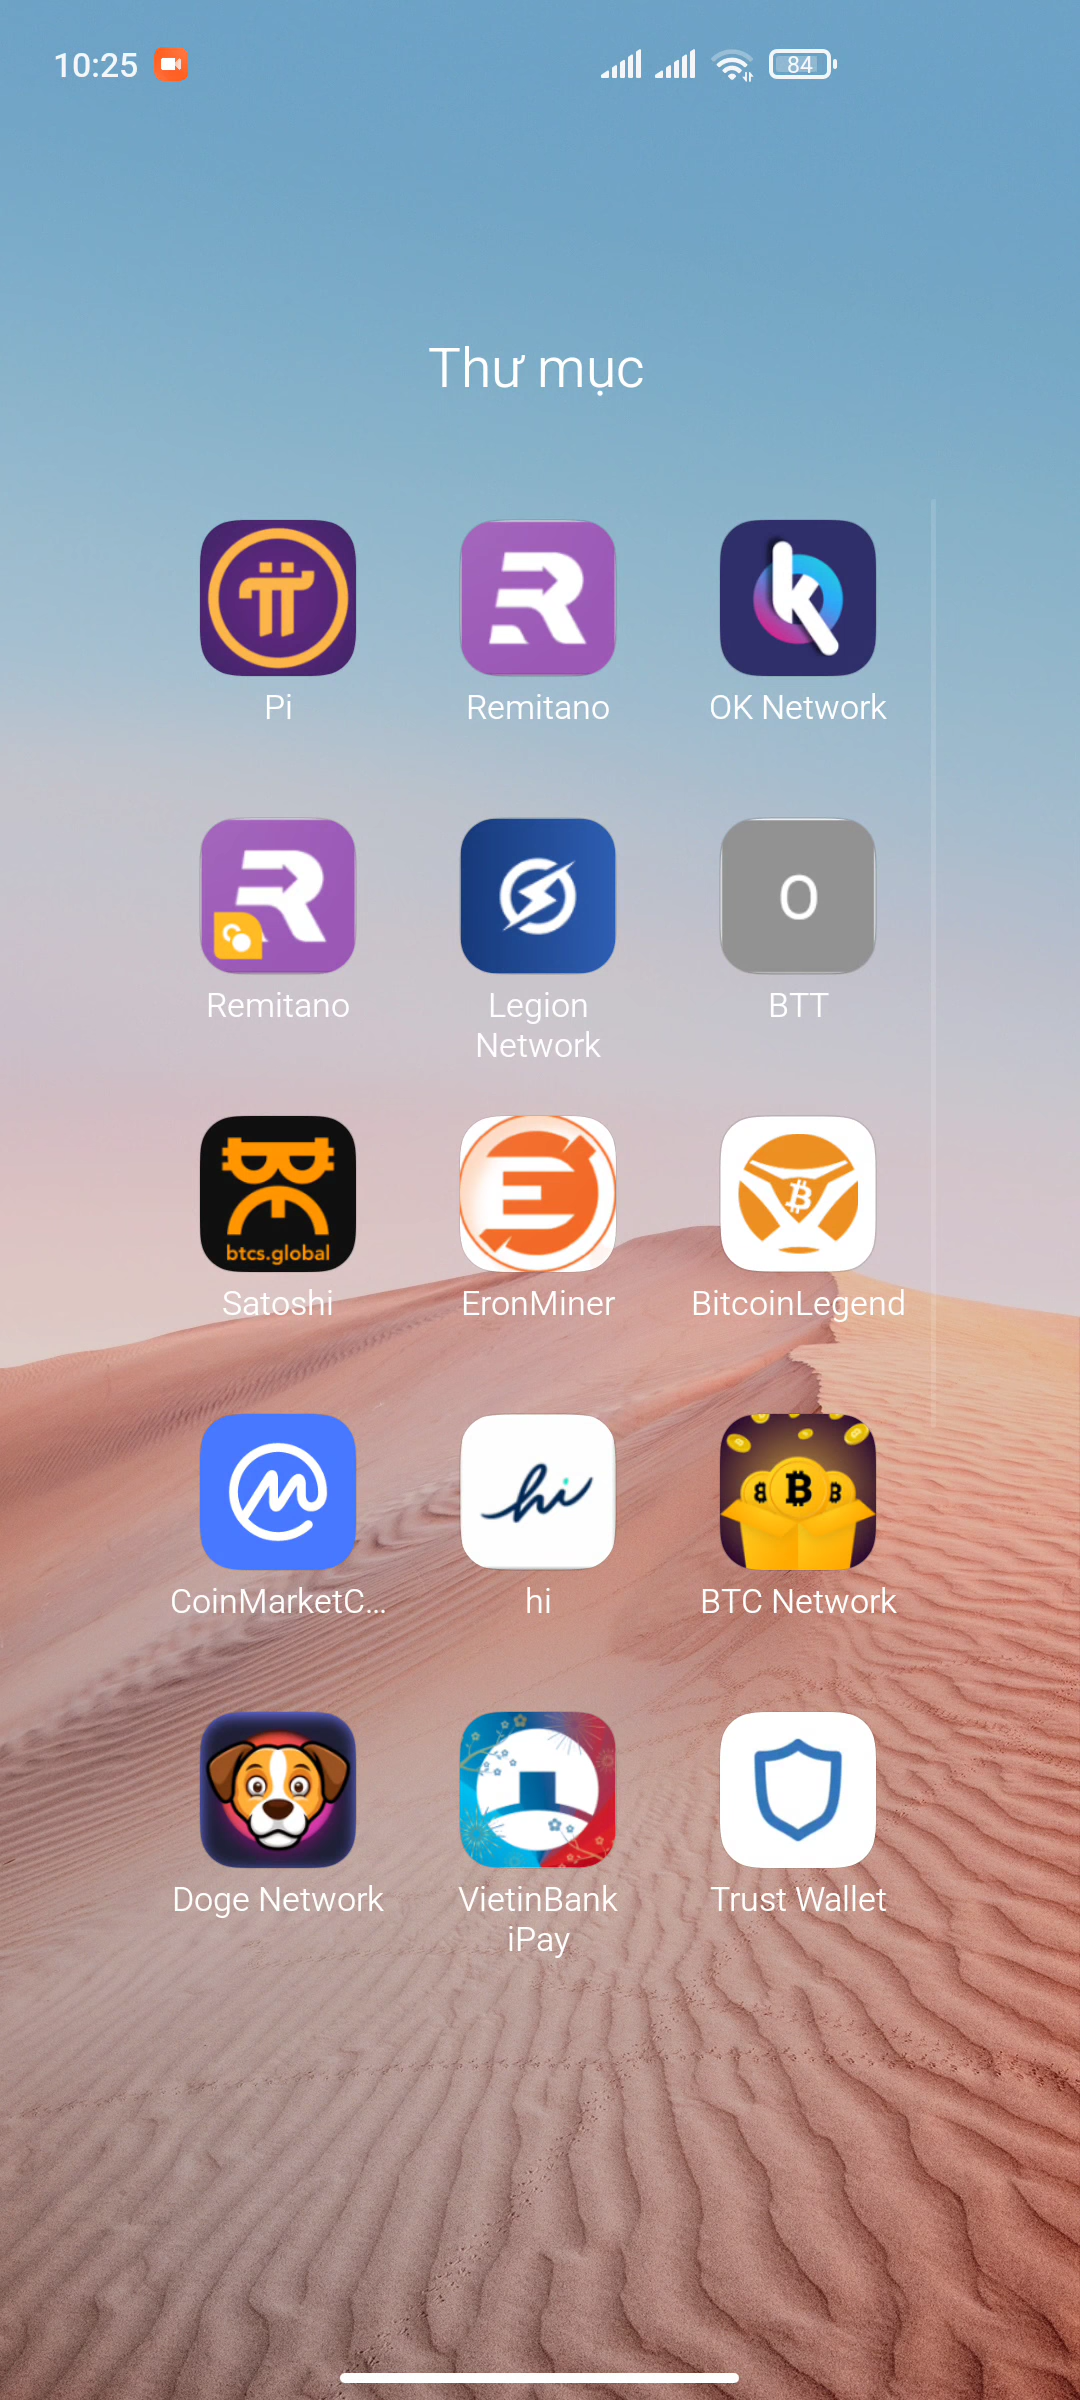 10:25
84
Thư mục
Pi
Remitano
OK Network
O
Remitano
Legion
Network
BTT
btcs.global
Satoshi
EronMiner
BitcoinLegend
CoinMarketC...
hi
hi
BTC Network
Doge Network
VietinBank
iPay
Trust Wallet